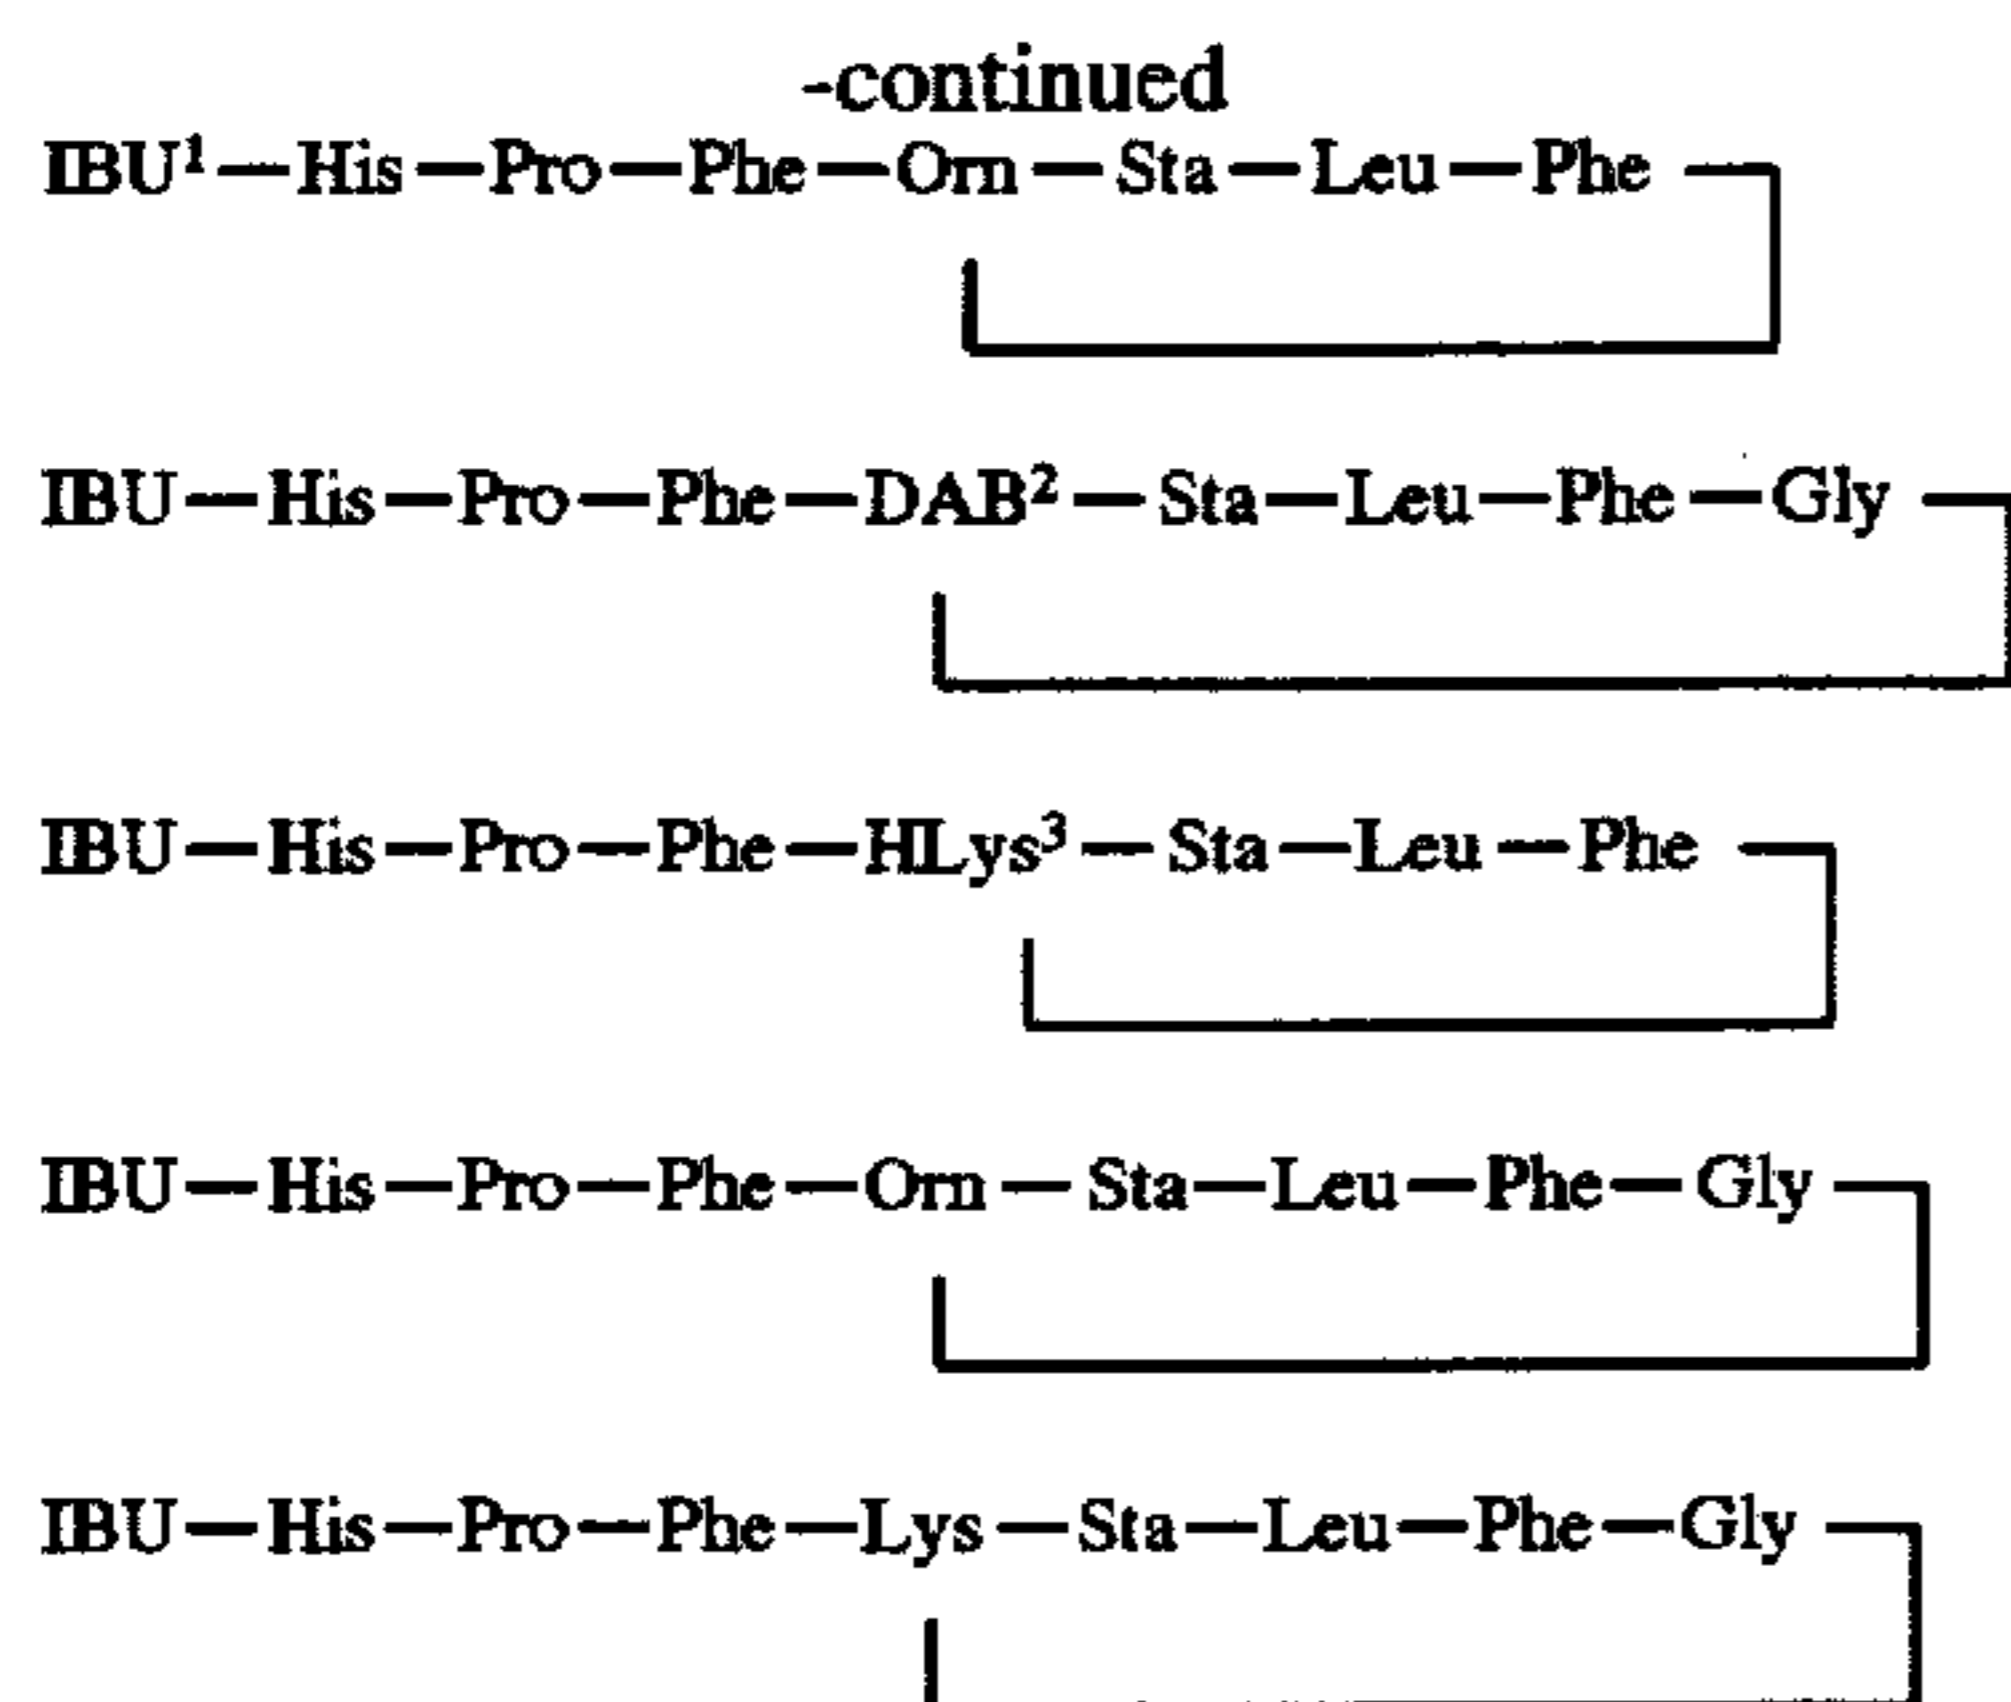 -continued
IBU¹—His—Pro—Phe—Orn—Sta—Leu—Phe
IBU—His—Pro—Phe—DAB²—Sta—Leu—Phe—Gly
IBU—His—Pro—Phe—HLys³—Sta—Leu—Phe
IBU—His—Pro—Phe—Orn—Sta—Leu—Phe—Gly
IBU—His—Pro—Phe—Lys—Sta—Leu—Phe—Gly